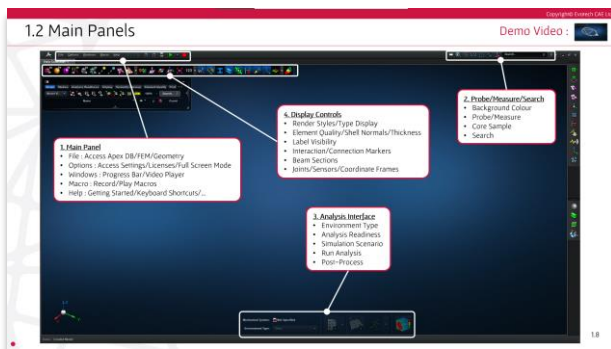 Copyright© Evotech CAE Ltd
1.2 Main Panels
Demo Video :
1. Main Panel
• File : Access Apex DB/FEM/Geometry
• Options : Access Settings/Licenses/Full Screen Mode
• Windows : Progress Bar/Video Player
• Macro : Record/Play Macros
• Help : Getting Started/Keyboard Shortcuts/...
4. Display Controls
• Render Styles/Type Display
• Element Quality/Shell Normals/Thickness
• Label Visibility
• Interaction/Connection Markers
• Beam Sections
• Joints/Sensors/Coordinate Frames
2. Probe/Measure/Search
• Background Colour
• Probe/Measure
• Core Sample
• Search
3. Analysis Interface
• Environment Type
• Analysis Readiness
• Simulation Scenario
• Run Analysis
• Post-Process
1.8